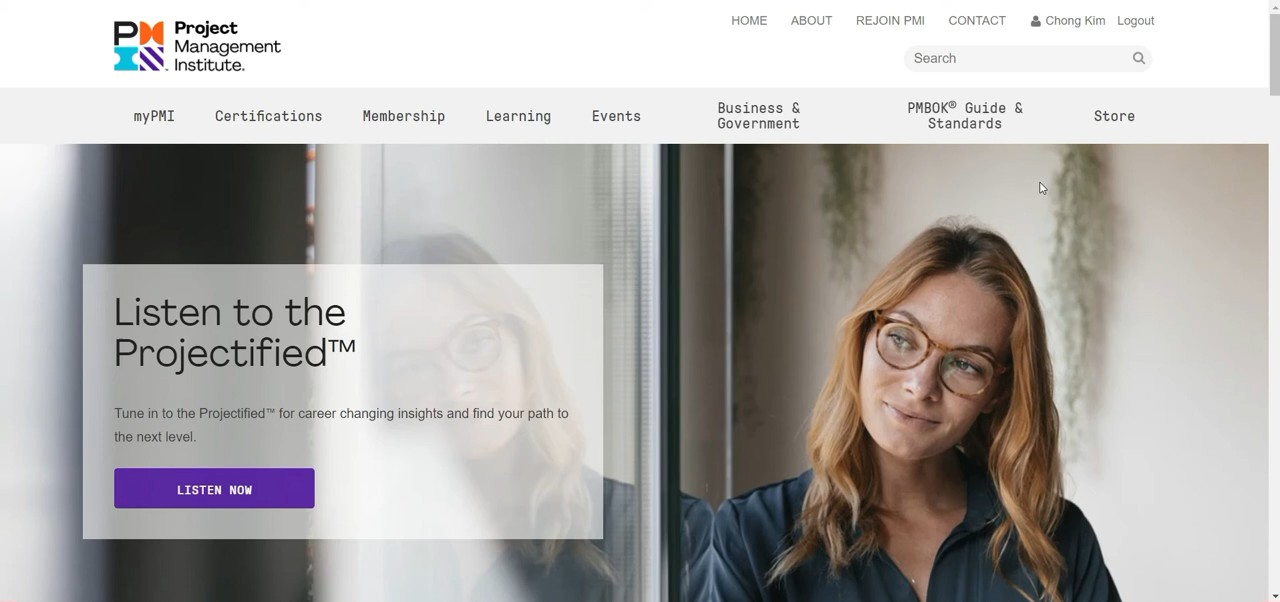 Project
Management
Institute.
HOME ABOUT REJOIN PMI CONTACT Chong Kim Logout
Search
myPMI Certifications Membership Learning Events Business & Government PMBOK® Guide & Standards Store
Listen to the
Projectified™
Tune in to the Projectified™ for career changing insights and find your path to
the next level.
LISTEN NOW